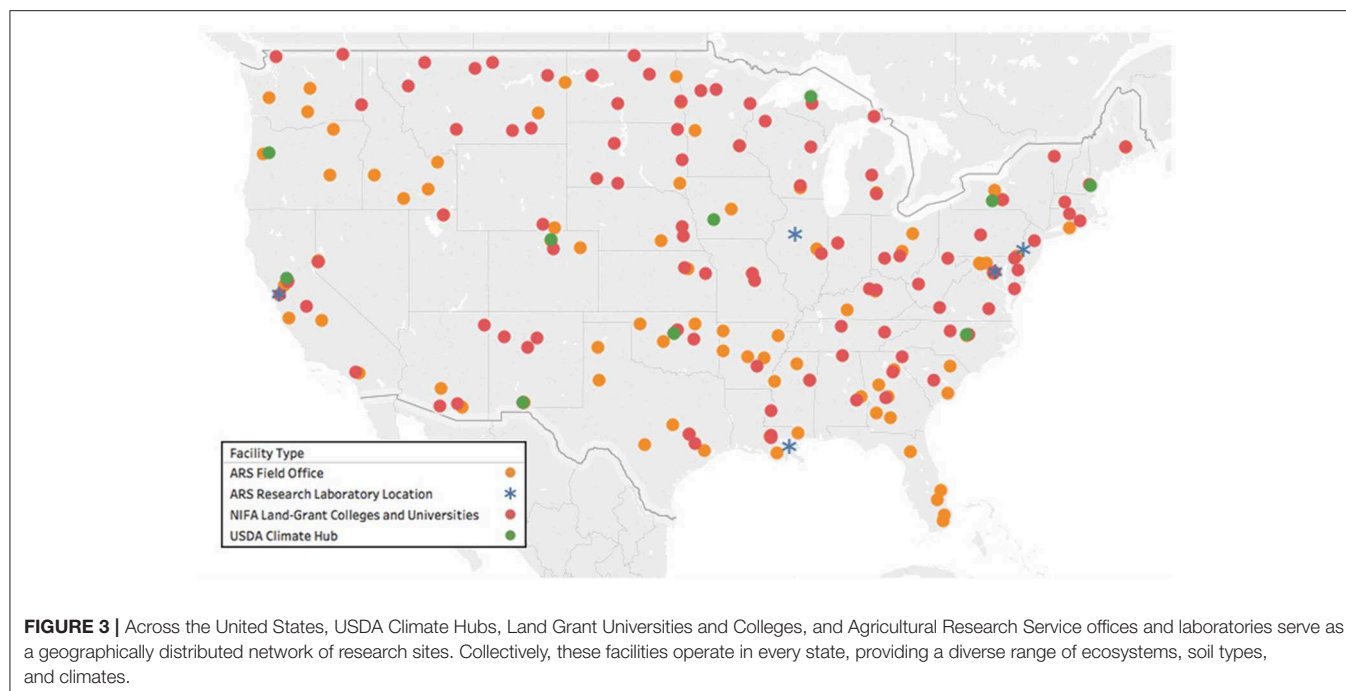 Facility Type
ARS Field Office
ARS Research Laboratory Location
NIFA Land-Grant Colleges and Universities
USDA Climate Hub
FIGURE 3 | Across the United States, USDA Climate Hubs, Land Grant Universities and Colleges, and Agricultural Research Service offices and laboratories serve as
a geographically distributed network of research sites. Collectively, these facilities operate in every state, providing a diverse range of ecosystems, soil types,
and climates.